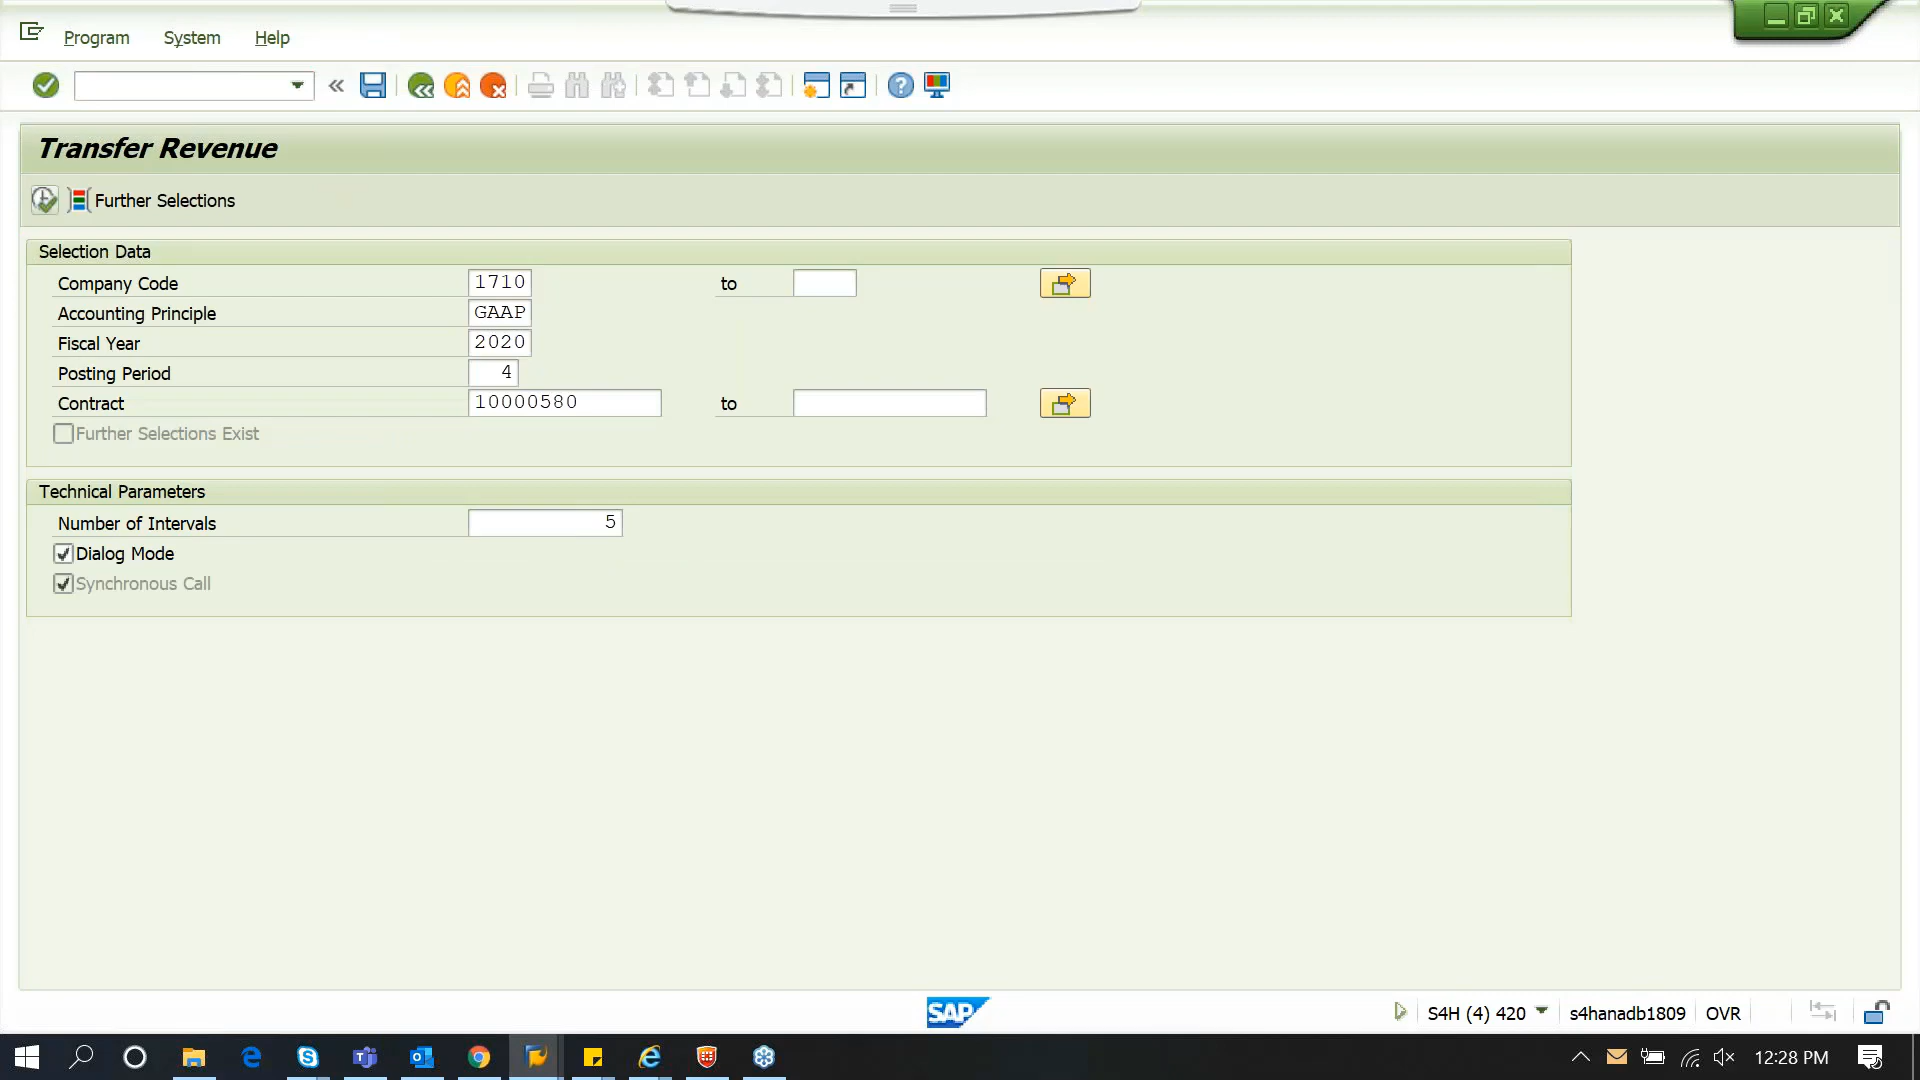 Program System Help
Transfer Revenue
Further Selections
Selection Data
Company Code 1710 to
Accounting Principle GAAP
Fiscal Year 2020
Posting Period 4
Contract 10000580 to
Further Selections Exist
Technical Parameters
Number of Intervals 5
Dialog Mode
Synchronous Call
SAP
S4H (4) 420 s4hanadb1809 OVR
12:28 PM